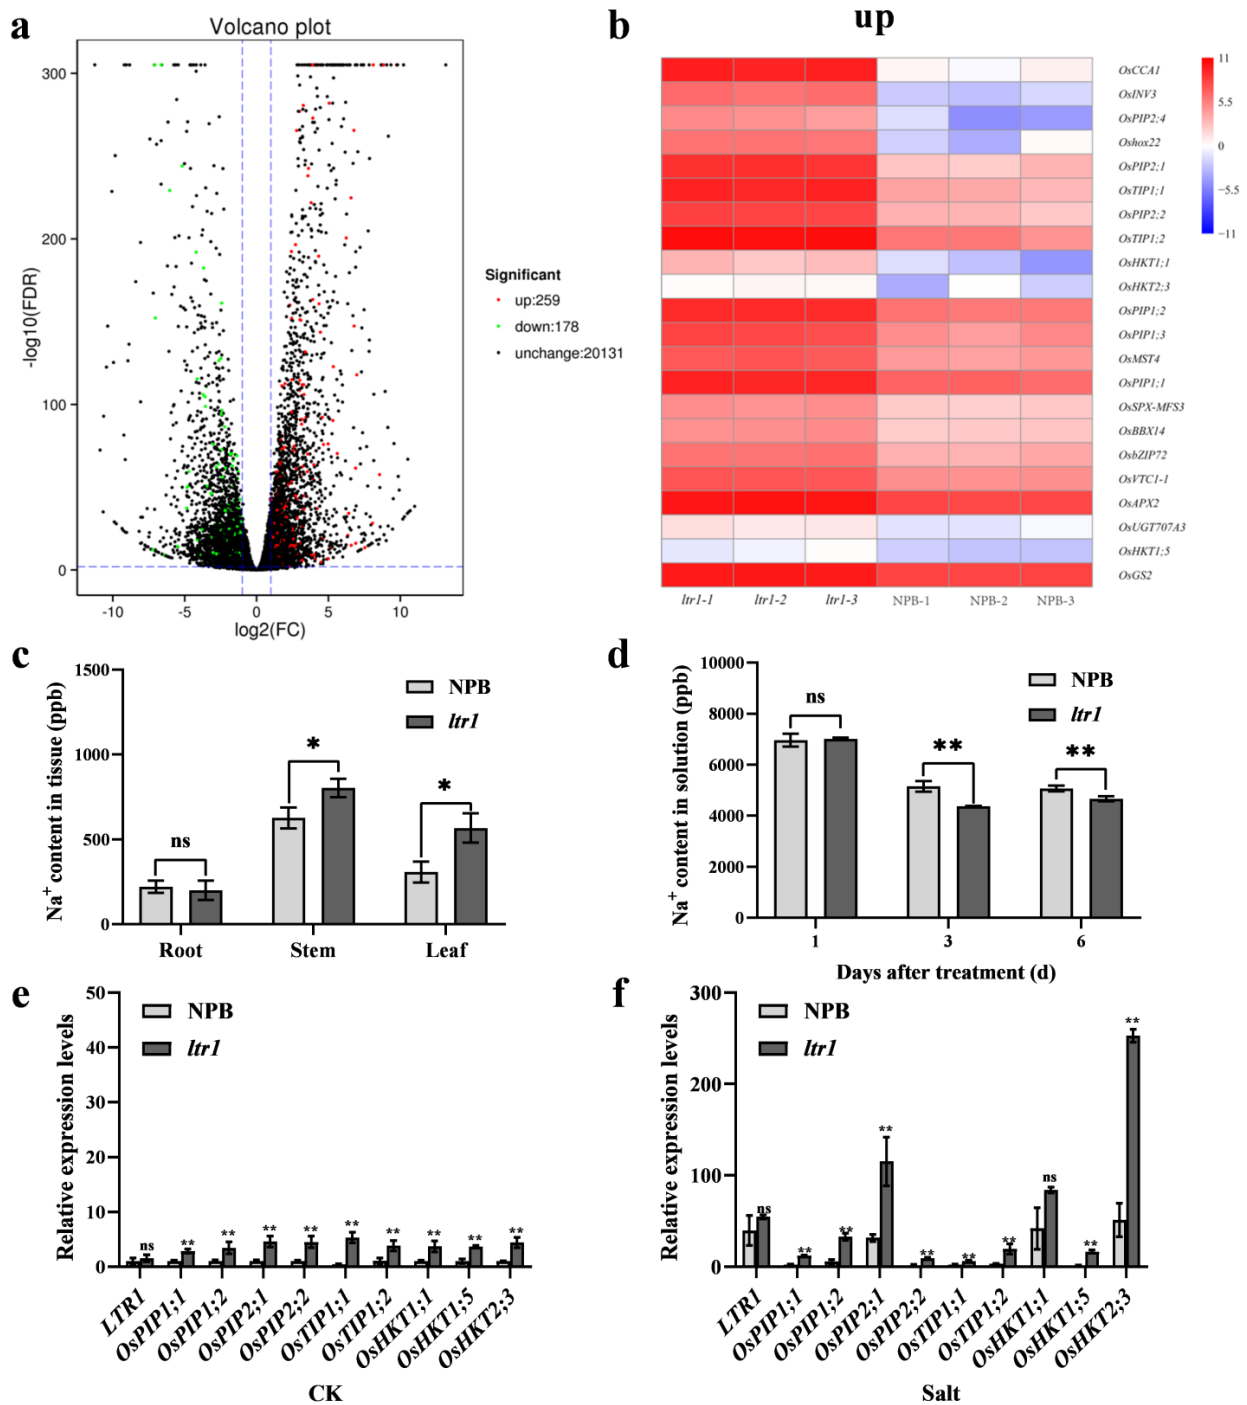 a
Volcano plot
300
200
100
0
-log10(FDR)
-10
-5
0
5
10
log2(FC)
Significant
up:259
down:178
unchange:20131
b
up
OsCCA1
OsINV3
OsPIP2;4
Oshox22
OsPIP2;1
OsTIP1;1
OsPIP2;2
OsTIP1;2
OsHKT1;1
OsHKT2;3
OsPIP1;2
OsPIP1;3
OsMST4
OsPIP1;1
OsSPX-MFS3
OsBBX14
OsbZIP72
OsVTC1-1
OsAPX2
OsUGT707A3
OsHKT1;5
OsGS2
ltr1-1
ltr1-2
ltr1-3
NPB-1
NPB-2
NPB-3
11
5.5
0
−5.5
−11
c
Na+ content in tissue (ppb)
1500
1000
500
0
NPB
ltr1
ns
*
*
Root
Stem
Leaf
d
Na+ content in solution (ppb)
10000
8000
6000
4000
2000
0
NPB
ltr1
ns
**
**
1
3
6
Days after treatment (d)
e
Relative expression levels
50
40
30
20
10
0
NPB
ltr1
ns
**
**
**
**
**
**
**
**
**
LTR1
OsPIP1;1
OsPIP1;2
OsPIP2;1
OsPIP2;2
OsTIP1;1
OsTIP1;2
OsHKT1;1
OsHKT1;5
OsHKT2;3
CK
f
Relative expression levels
300
200
100
0
NPB
ltr1
ns
**
**
**
**
**
**
ns
**
**
LTR1
OsPIP1;1
OsPIP1;2
OsPIP2;1
OsPIP2;2
OsTIP1;1
OsTIP1;2
OsHKT1;1
OsHKT1;5
OsHKT2;3
Salt